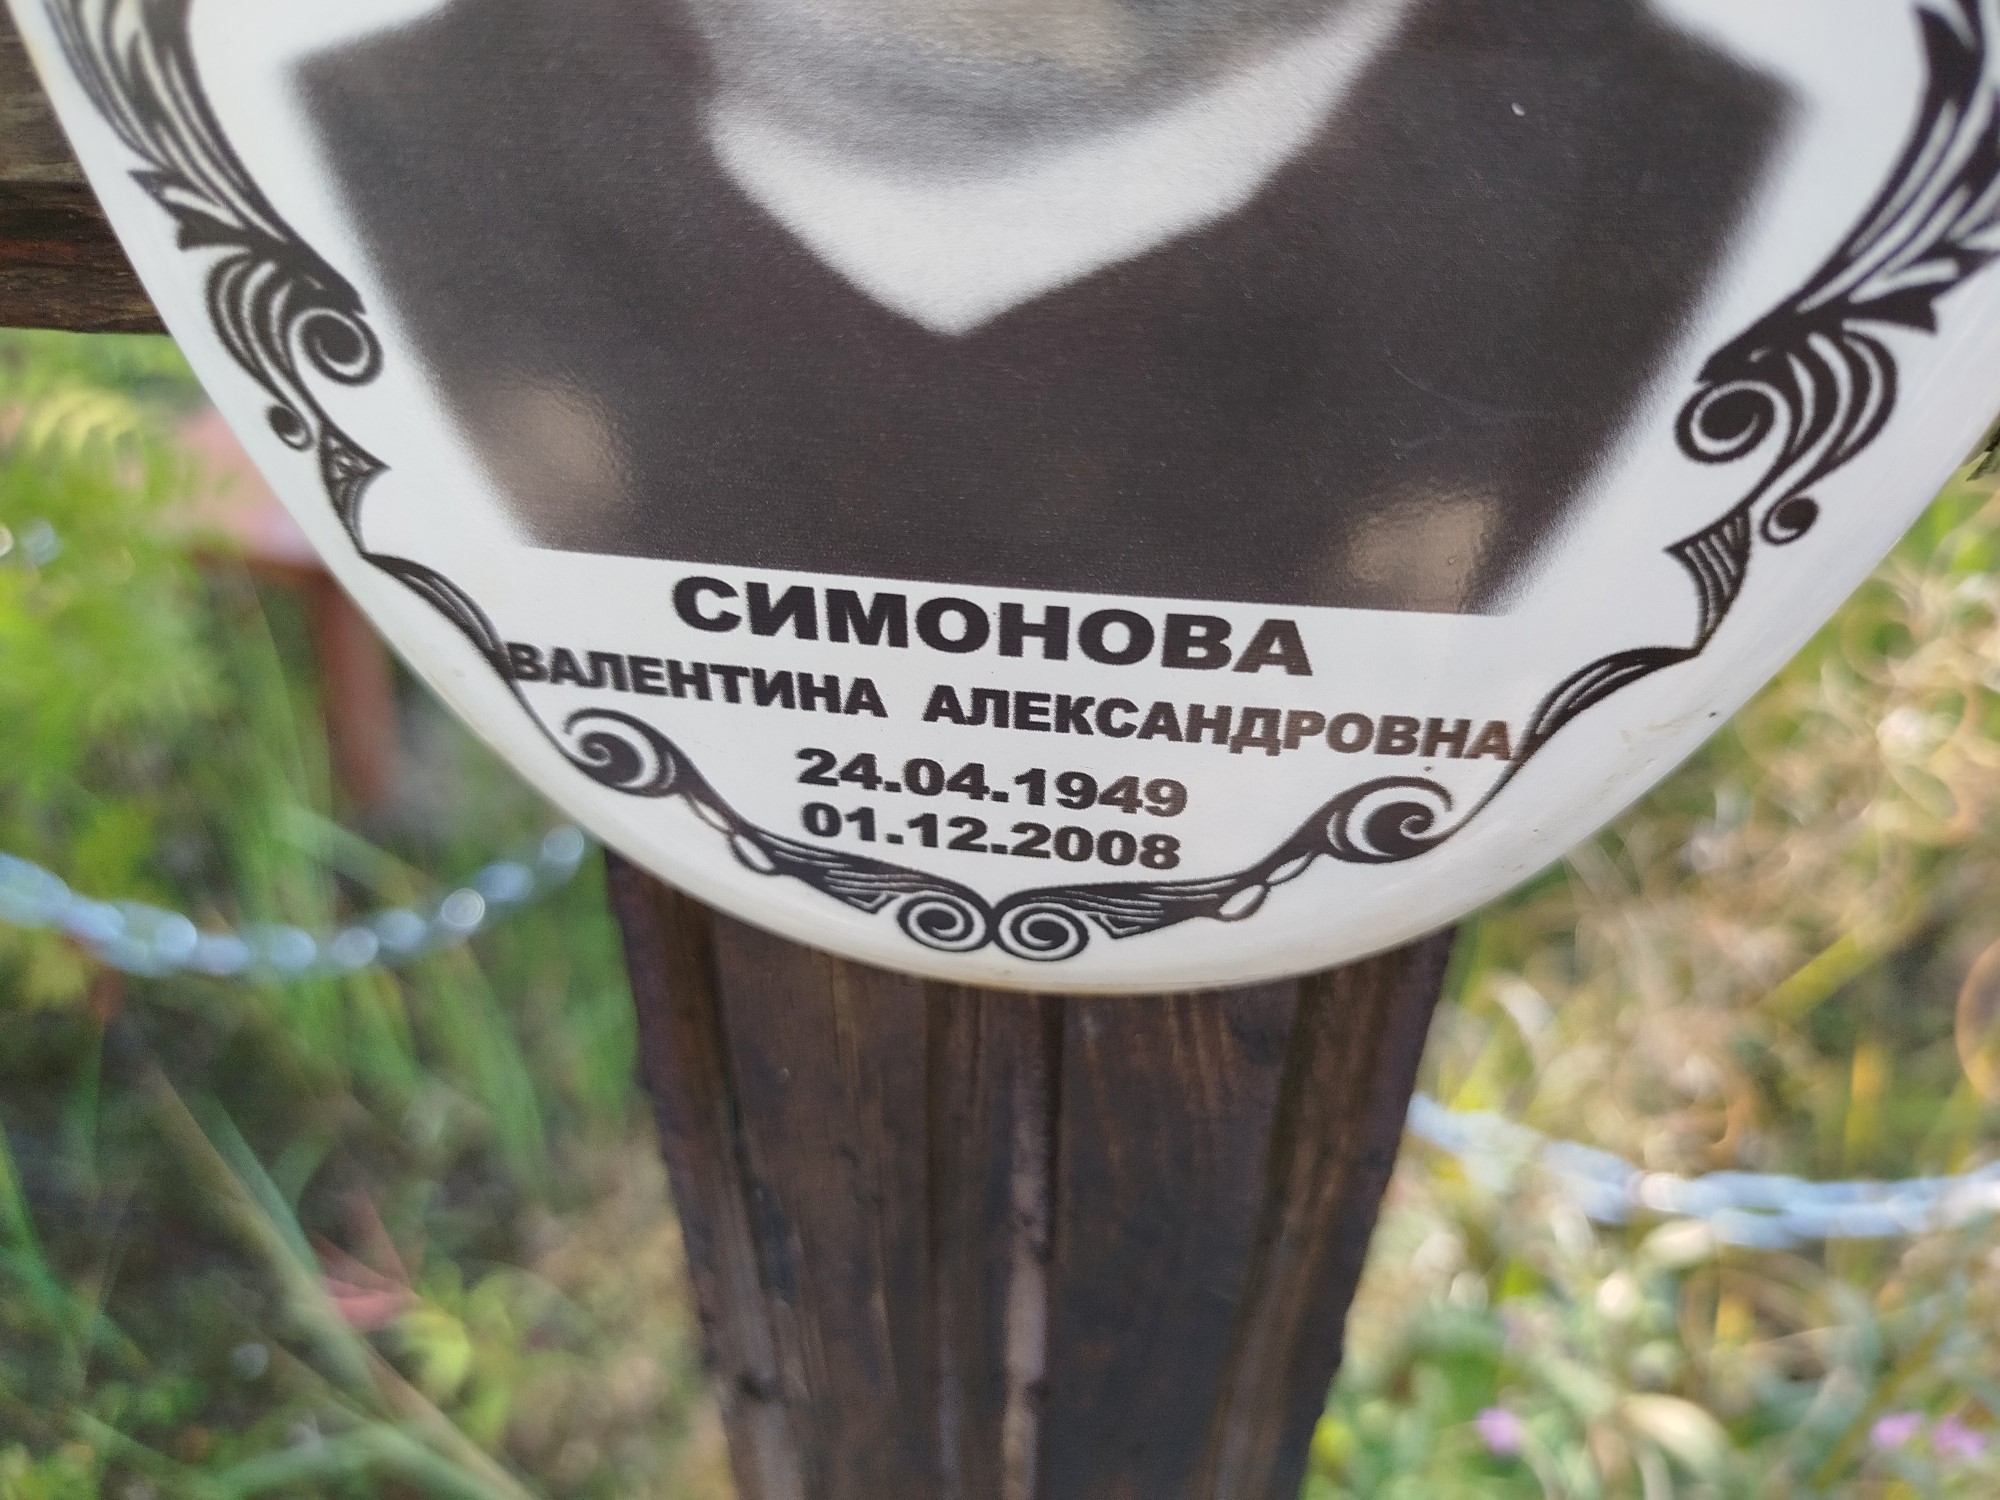 СИМОНОВА
ВАЛЕНТИНА АЛЕКСАНДРОВНА
24.04.1949
01.12.2008